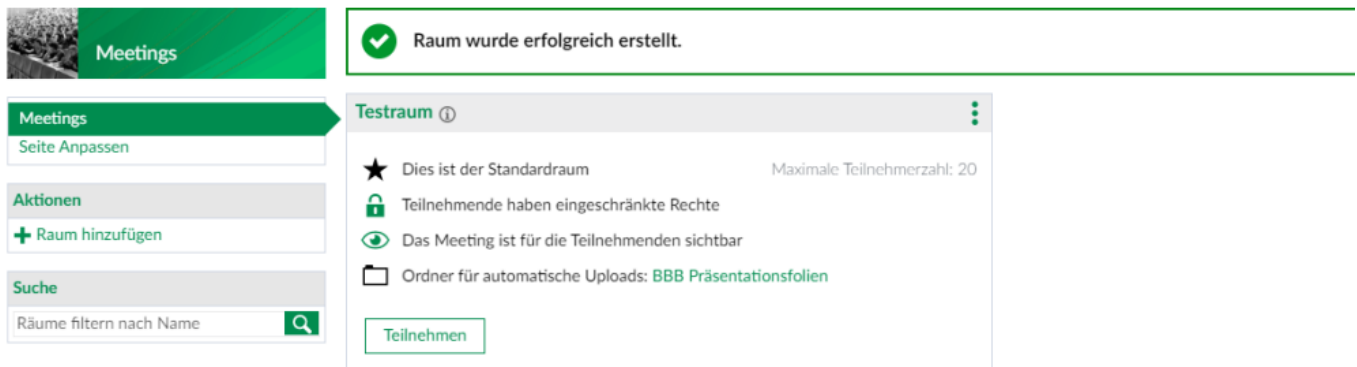 Meetings
Raum wurde erfolgreich erstellt.
Meetings
Seite Anpassen
Aktionen
Raum hinzufügen
Suche
Räume filtern nach Name
Testraum
Dies ist der Standardraum Maximale Teilnehmerzahl: 20
Teilnehmende haben eingeschränkte Rechte
Das Meeting ist für die Teilnehmenden sichtbar
Ordner für automatische Uploads: BBB Präsentationsfolien
Teilnehmen